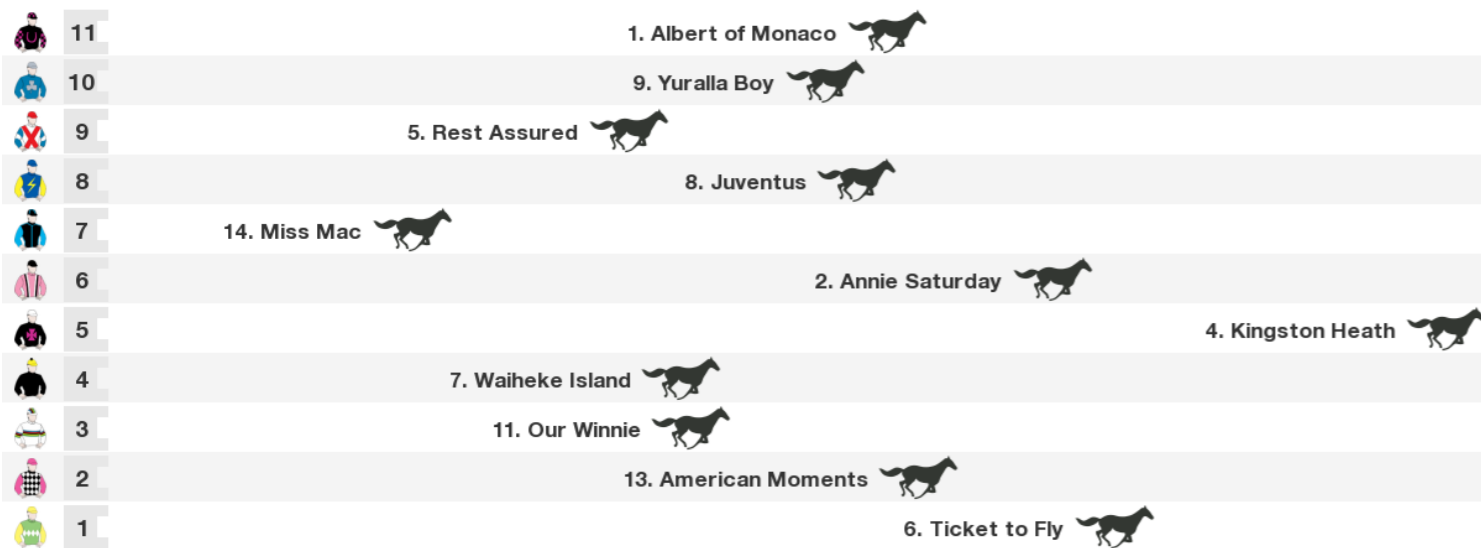 11 1. Albert of Monaco
10 9. Yuralla Boy
9 5. Rest Assured
8 8. Juventus
7 14. Miss Mac
6 2. Annie Saturday
5 4. Kingston Heath
4 7. Waiheke Island
3 11. Our Winnie
2 13. American Moments
1 6. Ticket to Fly